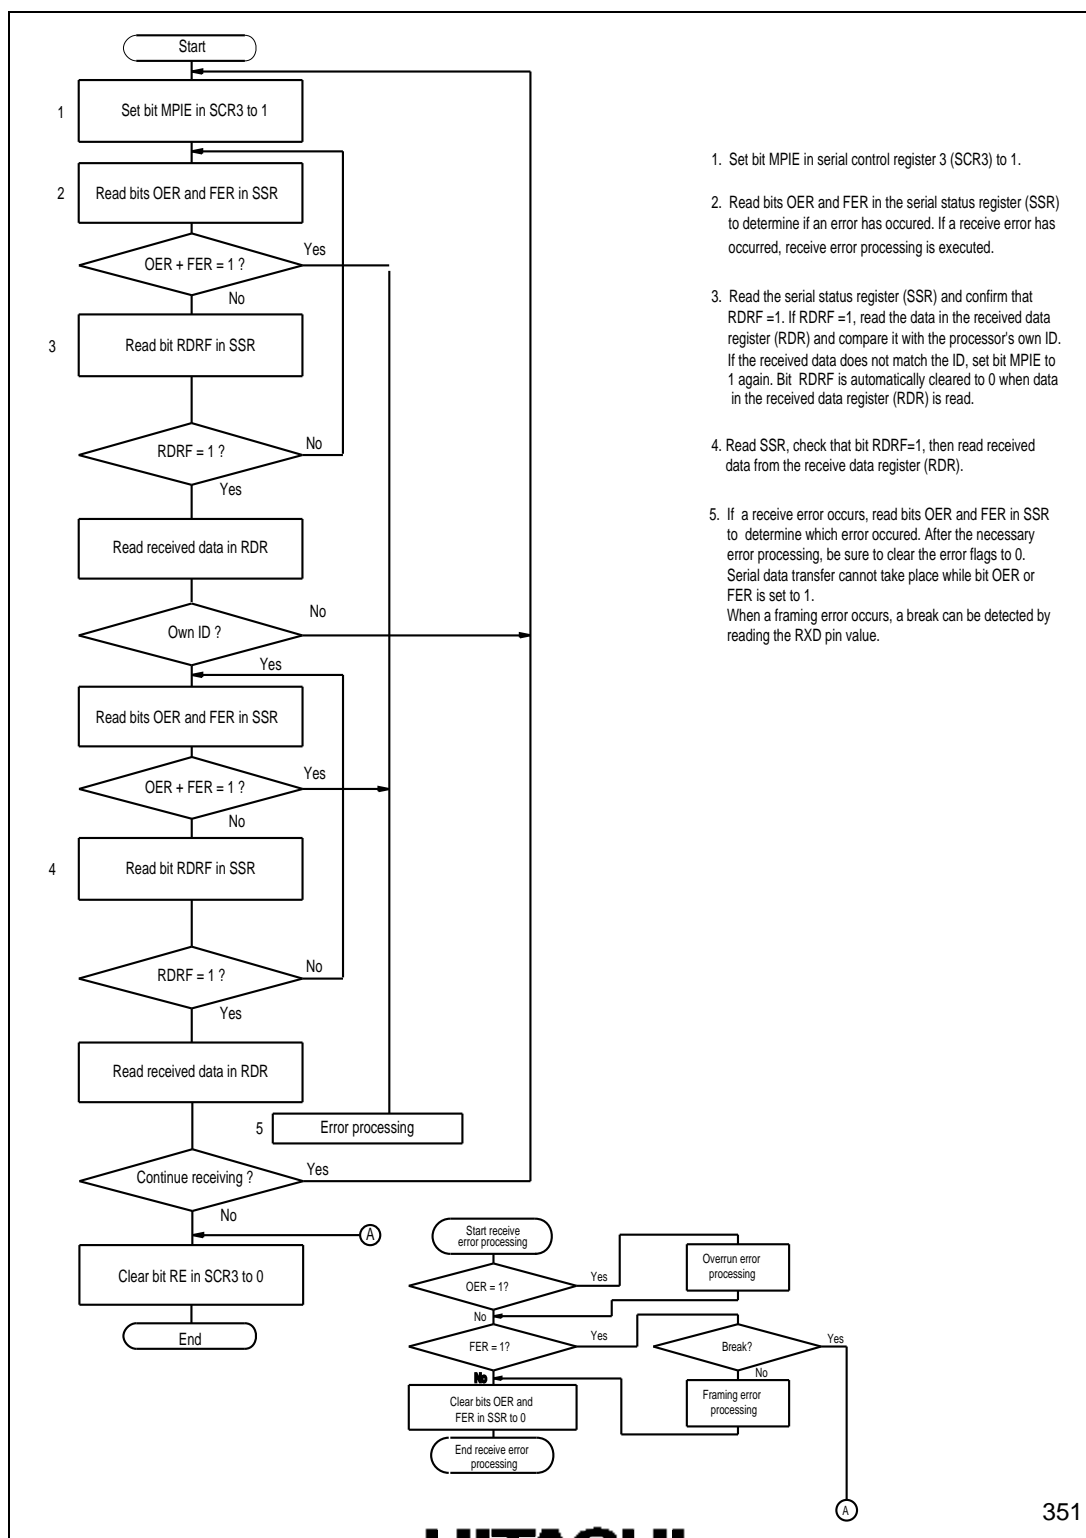 Start
1
Set bit MPIE in SCR3 to 1
2
Read bits OER and FER in SSR
OER + FER = 1 ?
Yes
No
3
Read bit RDRF in SSR
RDRF = 1 ?
No
Yes
Read received data in RDR
Own ID ?
No
Yes
Read bits OER and FER in SSR
OER + FER = 1 ?
Yes
No
4
Read bit RDRF in SSR
RDRF = 1 ?
No
Yes
Read received data in RDR
5
Error processing
Continue receiving ?
Yes
No
A
Clear bit RE in SCR3 to 0
End
1. Set bit MPIE in serial control register 3 (SCR3) to 1.
2. Read bits OER and FER in the serial status register (SSR)
to determine if an error has occured. If a receive error has
occurred, receive error processing is executed.
3. Read the serial status register (SSR) and confirm that
RDRF =1. If RDRF =1, read the data in the received data
register (RDR) and compare it with the processor's own ID.
If the received data does not match the ID, set bit MPIE to
1 again. Bit RDRF is automatically cleared to 0 when data
in the received data register (RDR) is read.
4. Read SSR, check that bit RDRF=1, then read received
data from the receive data register (RDR).
5. If a receive error occurs, read bits OER and FER in SSR
to determine which error occured. After the necessary
error processing, be sure to clear the error flags to 0.
Serial data transfer cannot take place while bit OER or
FER is set to 1.
When a framing error occurs, a break can be detected by
reading the RXD pin value.
Start receive
error processing
OER = 1?
Yes
Overrun error
processing
No
FER = 1?
Yes
Break?
Yes
No
No
Framing error
processing
Clear bits OER and
FER in SSR to 0
End receive error
processing
A
351
HITACHI